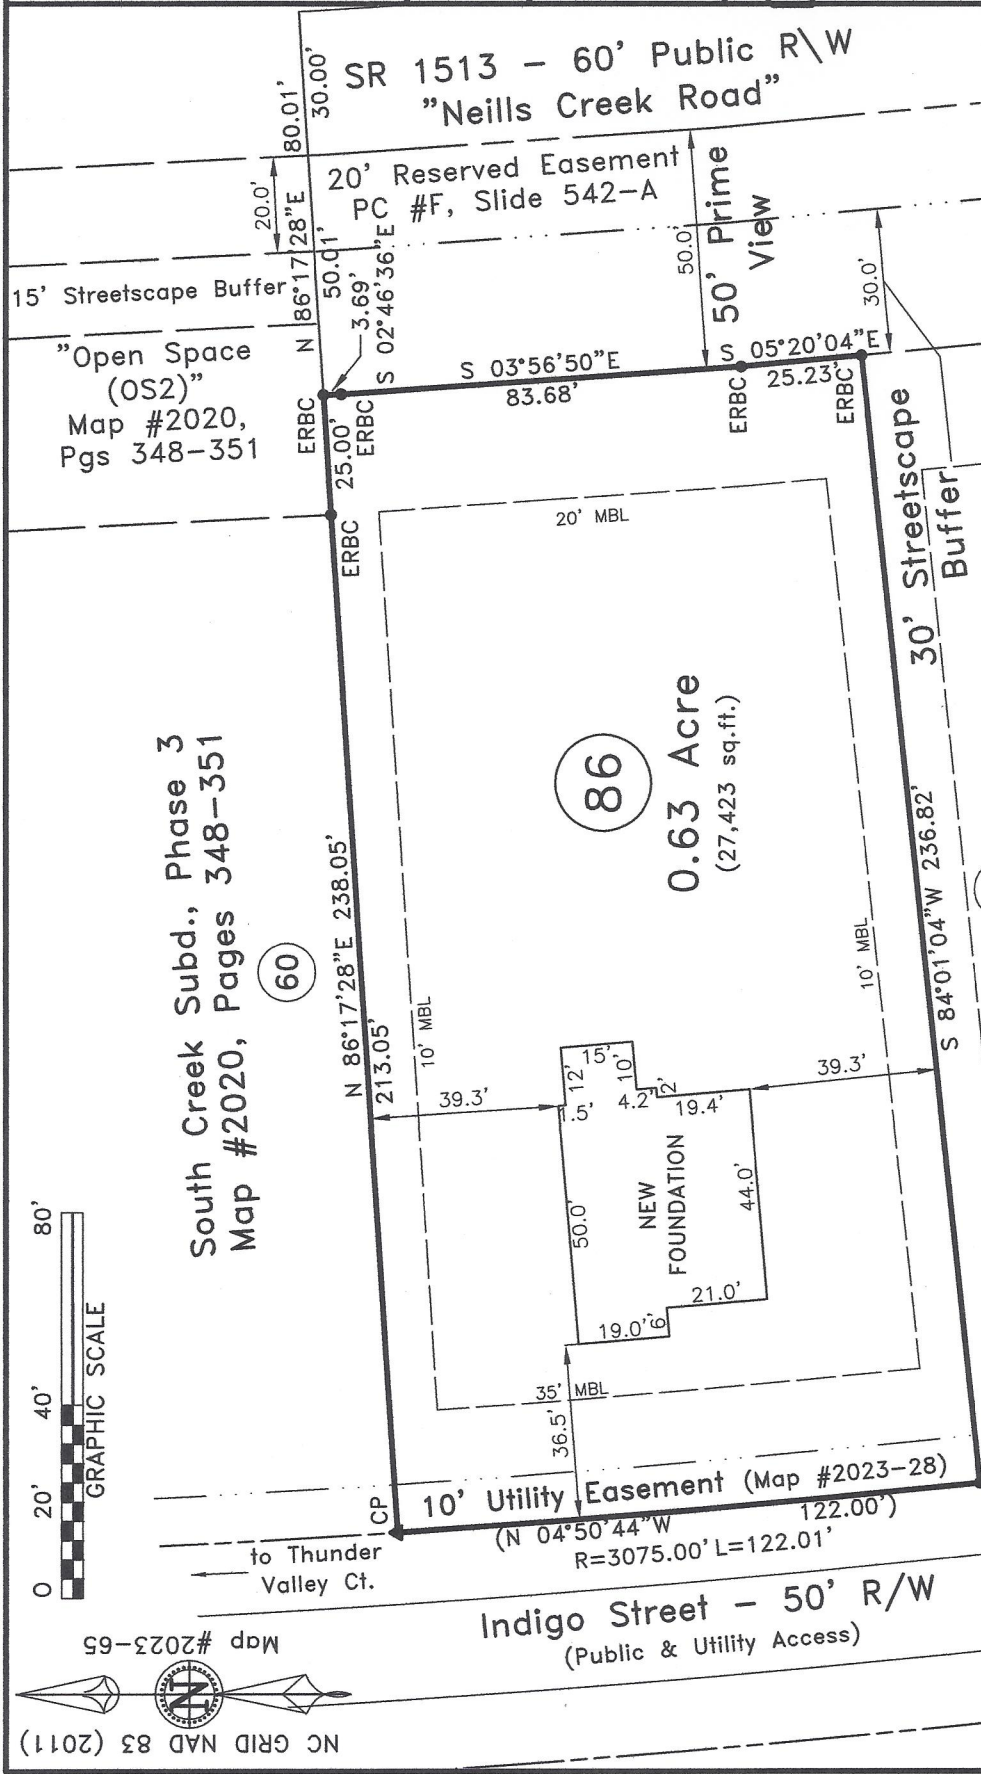 SR 1513 – 60' Public R\W
"Neills Creek Road"
80.01'
30.00'
20' Reserved Easement
PC #F, Slide 542–A
20.0'
N 86°17'28"E
50.01'
3.69'
S 02°46'36"E
50.0'
50' Prime
View
30.0'
15' Streetscape Buffer
"Open Space
(OS2)"
Map #2020,
Pgs 348–351
S 03°56'50"E
83.68'
S 05°20'04"E
25.23'
ERBC
ERBC
ERBC
ERBC
25.00'
ERBC
20' MBL
30' Streetscape
Buffer
South Creek Subd., Phase 3
Map #2020, Pages 348–351
60
N 86°17'28"E 238.05'
213.05'
10' MBL
86
0.63 Acre
(27,423 sq.ft.)
10' MBL
S 84°01'04"W 236.82'
39.3'
39.3'
12'
15'
10'
1.5'
4.2'
2'
19.4'
50.0'
NEW
FOUNDATION
44.0'
19.0'
6'
21.0'
35' MBL
36.5'
80'
40'
20'
0
GRAPHIC SCALE
CP
10' Utility Easement (Map #2023–28)
(N 04°50'44"W 122.00')
R=3075.00' L=122.01'
to Thunder
Valley Ct.
Indigo Street – 50' R/W
(Public & Utility Access)
Map #2023–65
N
NC GRID NAD 83 (2011)